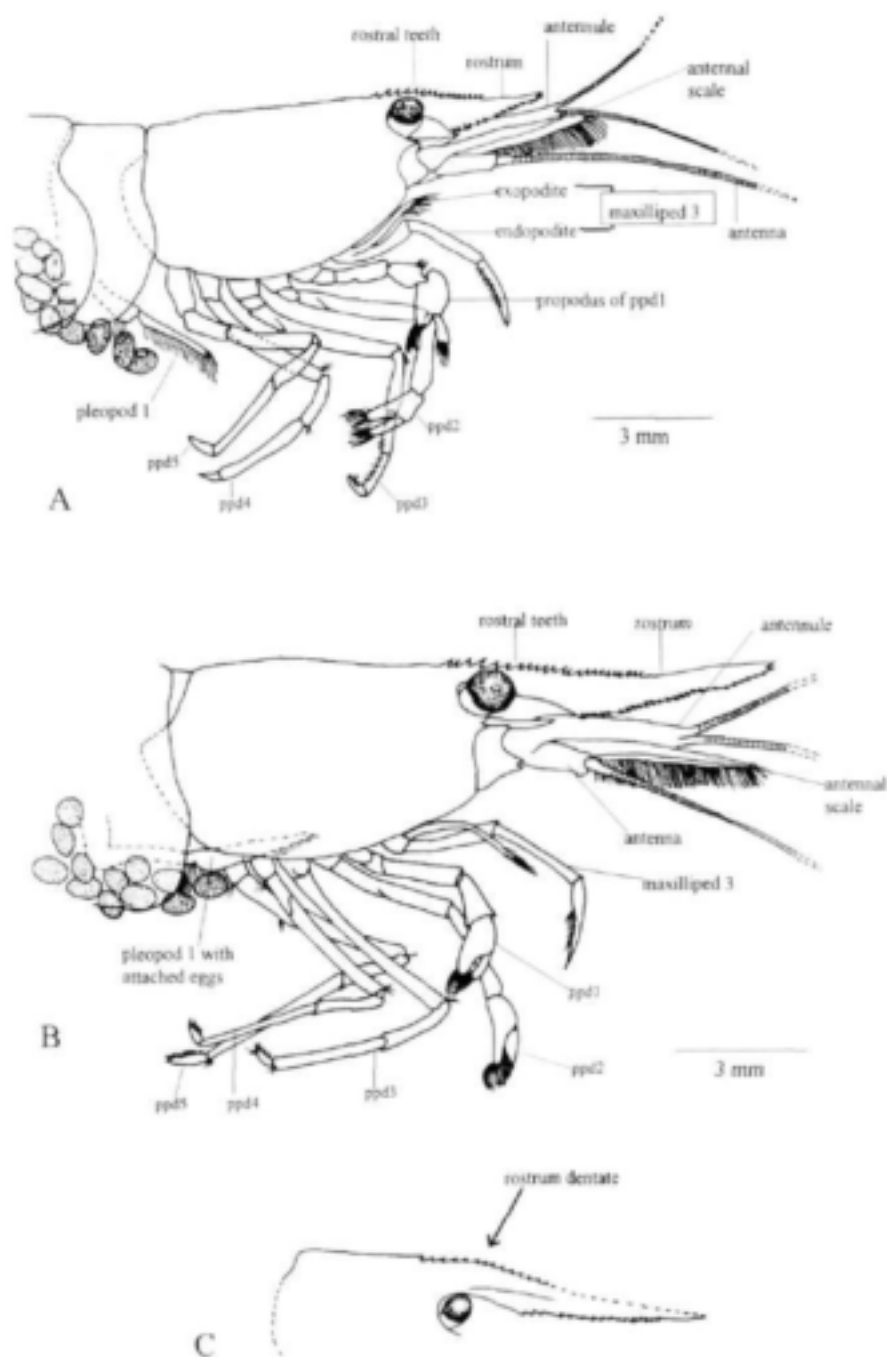 rostral teeth
antennule
rostrum
antennal
scale
exopodite
maxilliped 3
endopodite
antenna
propodus of ppd1
pleopod 1
ppd2
3 mm
ppd5
ppd4
ppd3
A
rostral teeth
rostrum
antennule
antennal
scale
antenna
maxilliped 3
pleopod 1 with
attached eggs
ppd1
B
ppd2
3 mm
ppd5
ppd4
ppd3
rostrum dentate
C